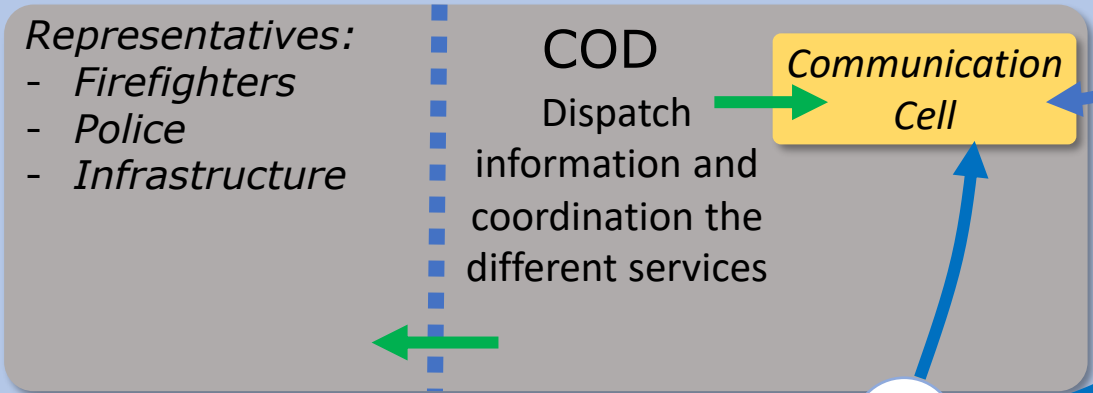 Representatives:
- Firefighters
- Police
- Infrastructure
COD
Dispatch
information and
coordination the
different services
Communication
Cell